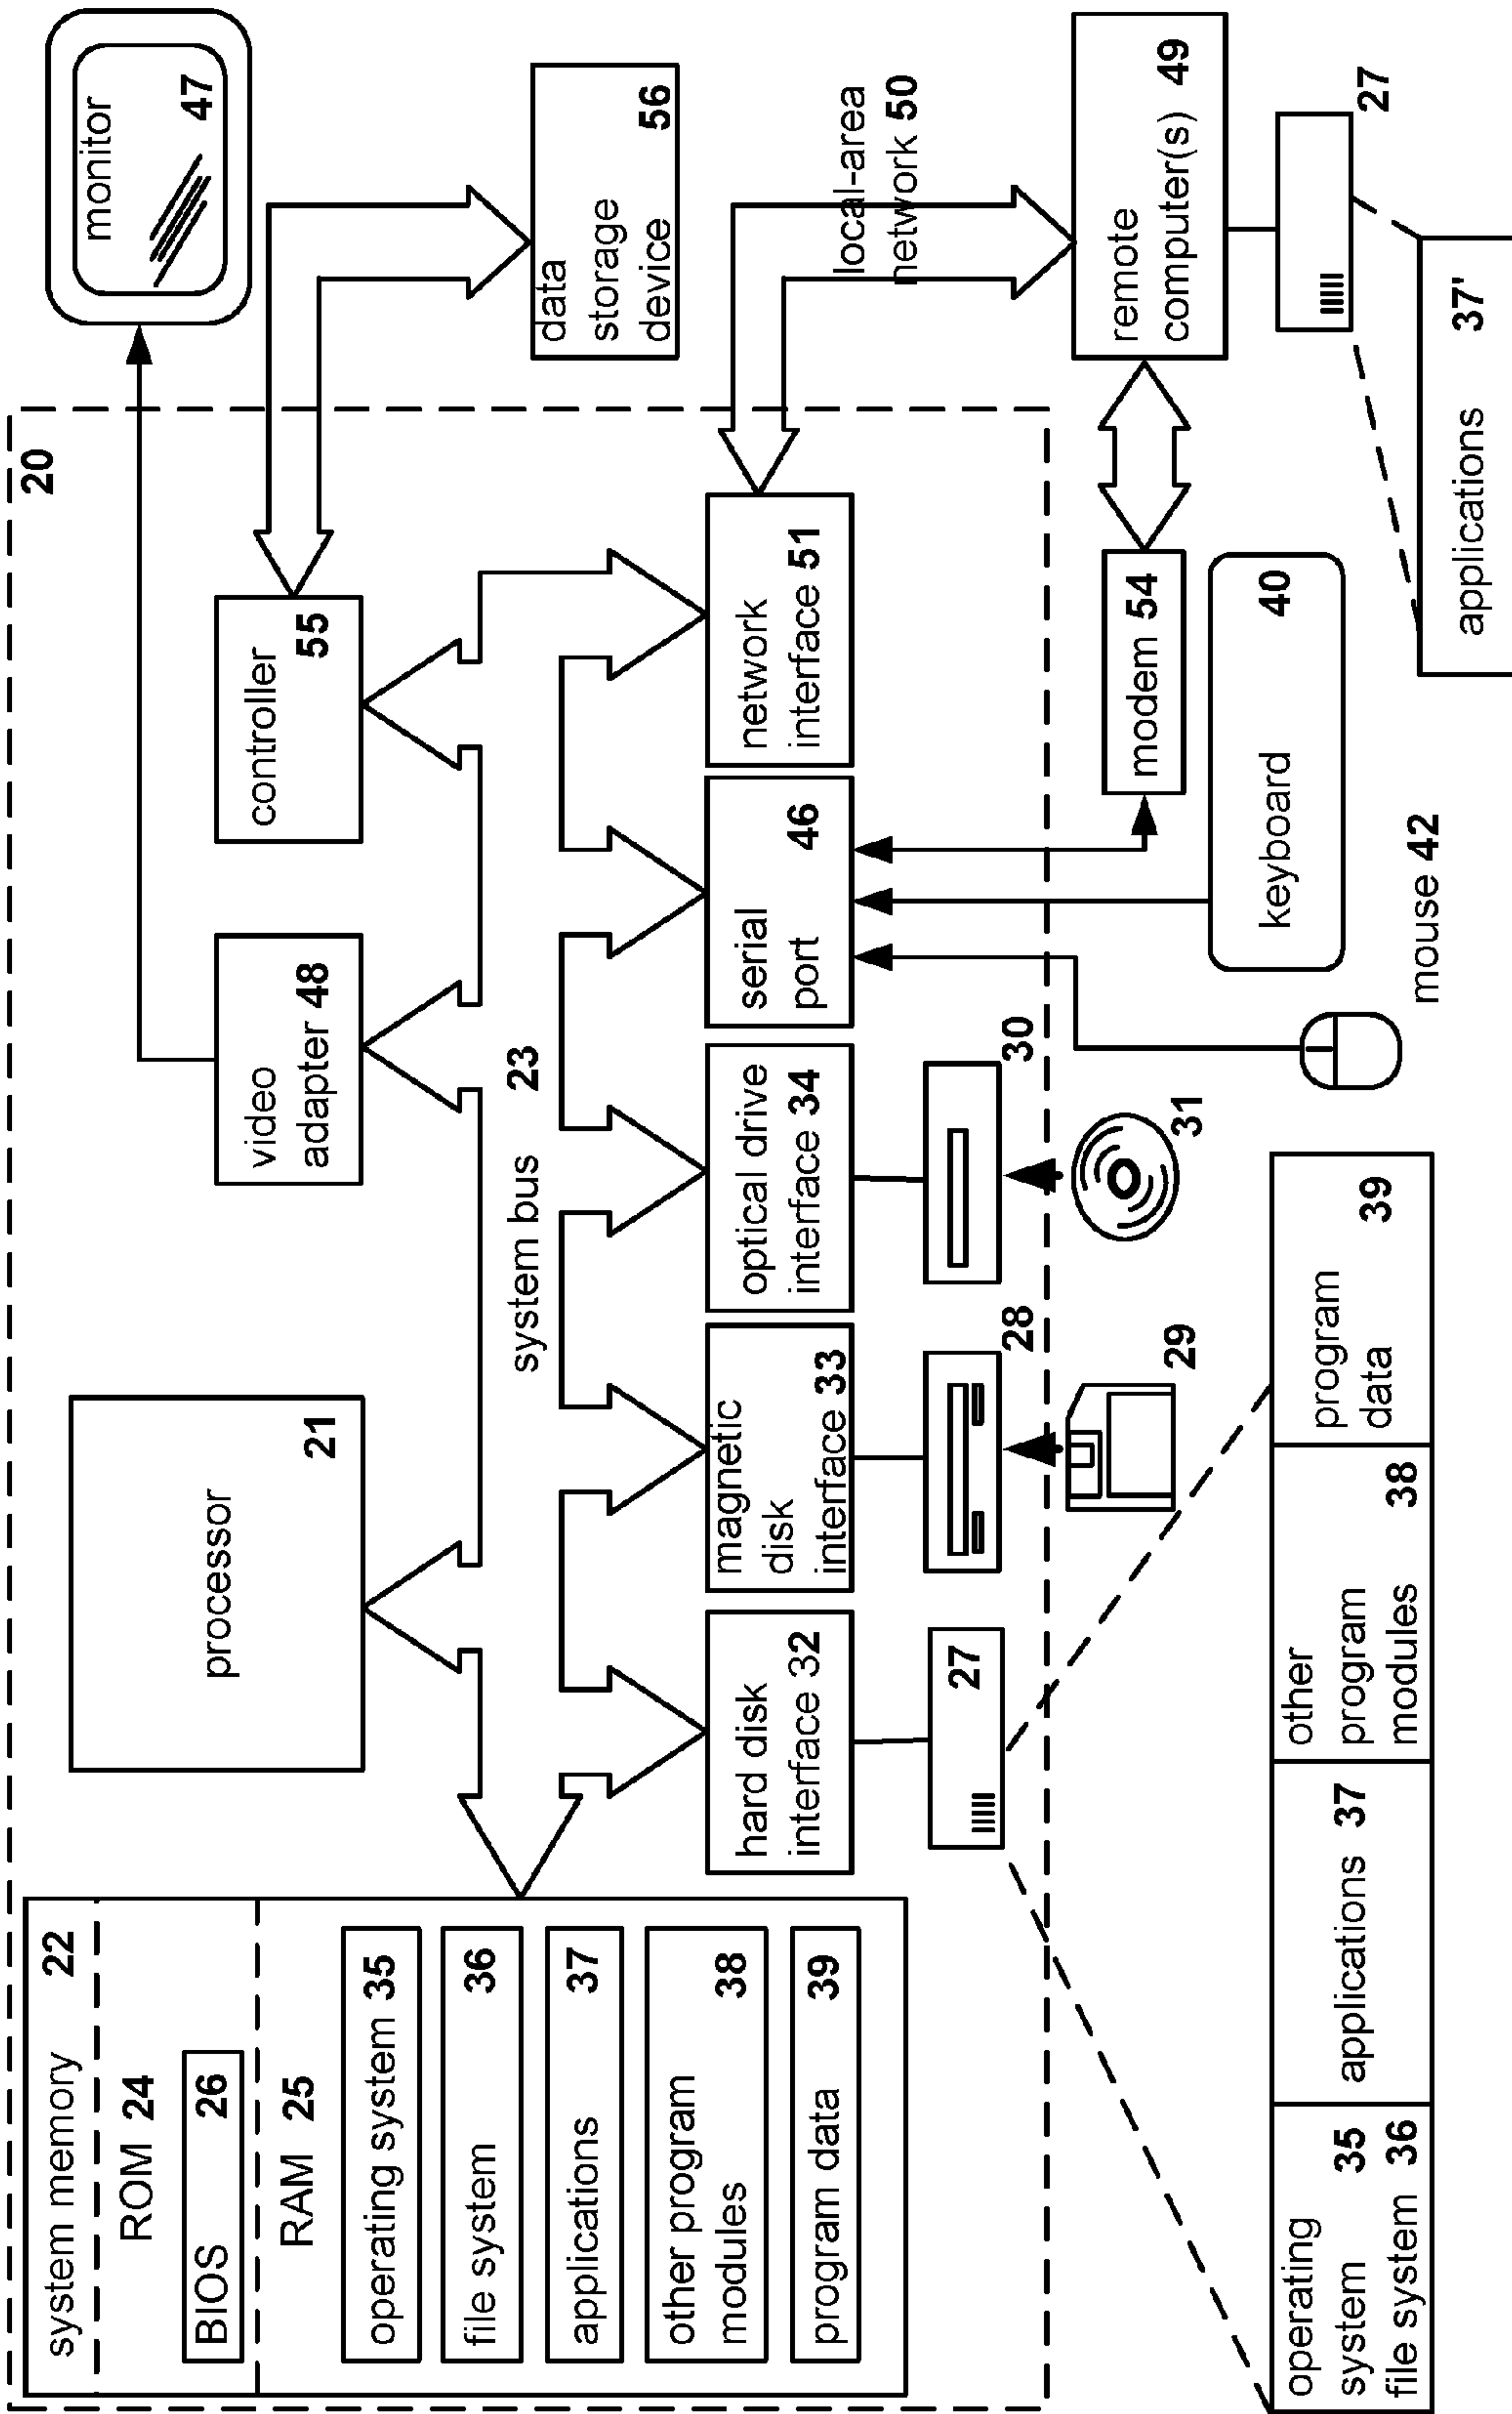 20
system memory 22
ROM 24
BIOS 26
RAM 25
operating system 35
file system 36
applications 37
other program
modules 38
program data 39
processor
21
video
adapter 48
controller
55
monitor
47
system bus 23
data
storage
device 56
hard disk
interface 32
magnetic
disk
interface 33
optical drive
interface 34
serial
port 46
network
interface 51
local-area
network 50
27
28
30
29
31
modem 54
remote
computer(s) 49
27
keyboard
40
mouse 42
operating
system 35
file system 36
applications 37
other
program
modules 38
program
data 39
applications 37'